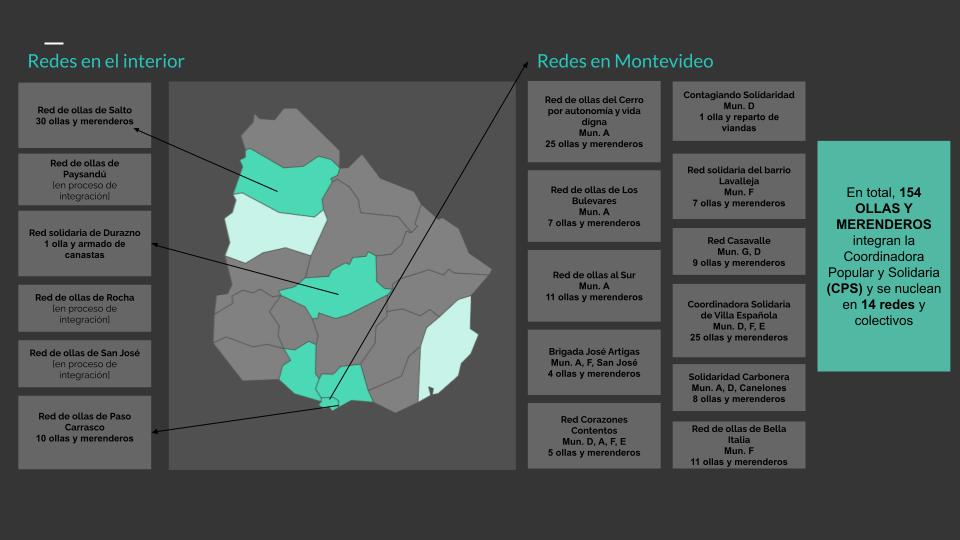 Redes en el interior
Red de ollas de Salto
30 ollas y merenderos
Red de ollas de
Paysandú
[en proceso de
integración]
Red solidaria de Durazno
1 olla y armado de
canastas
Red de ollas de Rocha
[en proceso de
integración]
Red de ollas de San José
[en proceso de
integración]
Red de ollas de Paso
Carrasco
10 ollas y merenderos
Redes en Montevideo
Red de ollas del Cerro
por autonomía y vida
digna
Mun. A
25 ollas y merenderos
Red de ollas de Los
Bulevares
Mun. A
7 ollas y merenderos
Red de ollas al Sur
Mun. A
11 ollas y merenderos
Brigada José Artigas
Mun. A, F, San José
4 ollas y merenderos
Red Corazones
Contentos
Mun. D, A, F, E
5 ollas y merenderos
Contagiando Solidaridad
Mun. D
1 olla y reparto de
viandas
Red solidaria del barrio
Lavalleja
Mun. F
7 ollas y merenderos
Red Casavalle
Mun. G, D
9 ollas y merenderos
Coordinadora Solidaria
de Villa Española
Mun. D, F, E
25 ollas y merenderos
Solidaridad Carbonera
Mun. A, D, Canelones
8 ollas y merenderos
Red de ollas de Bella
Italia
Mun. F
11 ollas y merenderos
En total, 154
OLLAS Y
MERENDEROS
integran la
Coordinadora
Popular y Solidaria
(CPS) y se nuclean
en 14 redes y
colectivos